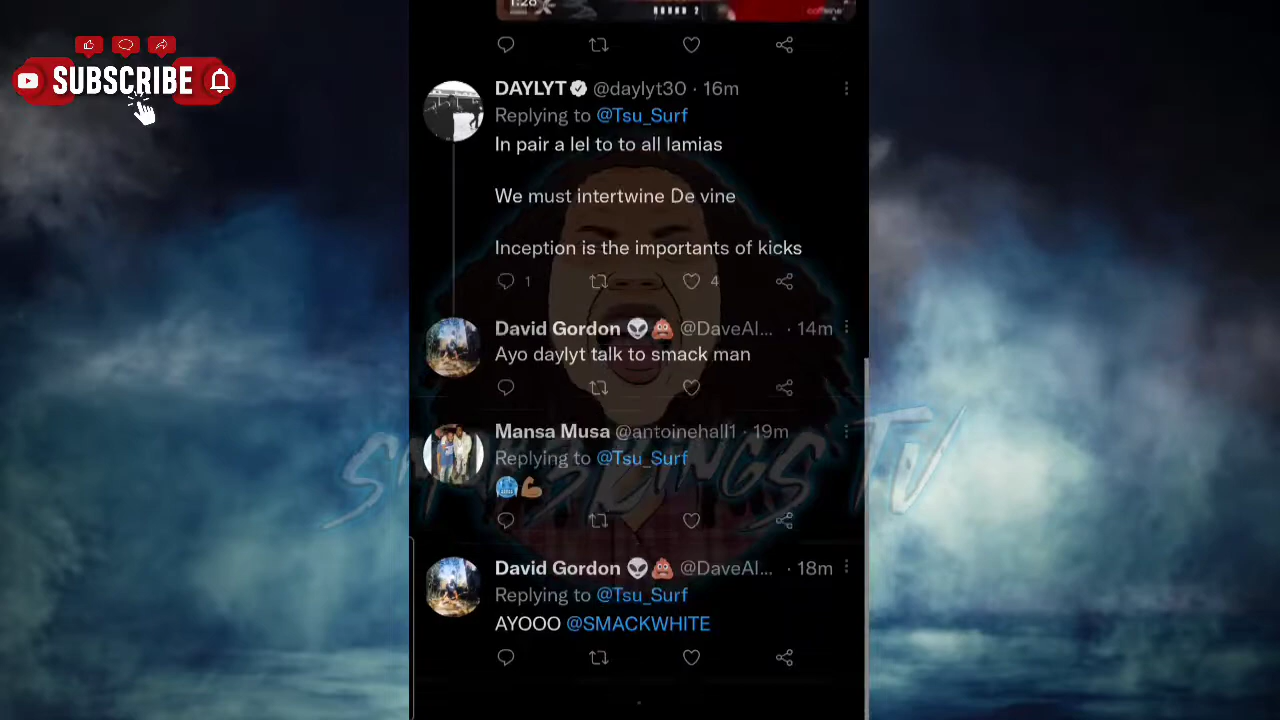 1:28
SUBSCRIBE
DAYLYT @daylyt30 · 16m
Replying to @Tsu_Surf
In pair a lel to to all lamias
We must intertwine De vine
Inception is the importants of kicks
1 4
David Gordon 👽💩 @DaveAl... · 14m
Ayo daylyt talk to smack man
Mansa Musa @antoinehall1 · 19m
Replying to @Tsu_Surf
🥶💪🏽
David Gordon 👽💩 @DaveAl... · 18m
Replying to @Tsu_Surf
AYOOO @SMACKWHITE